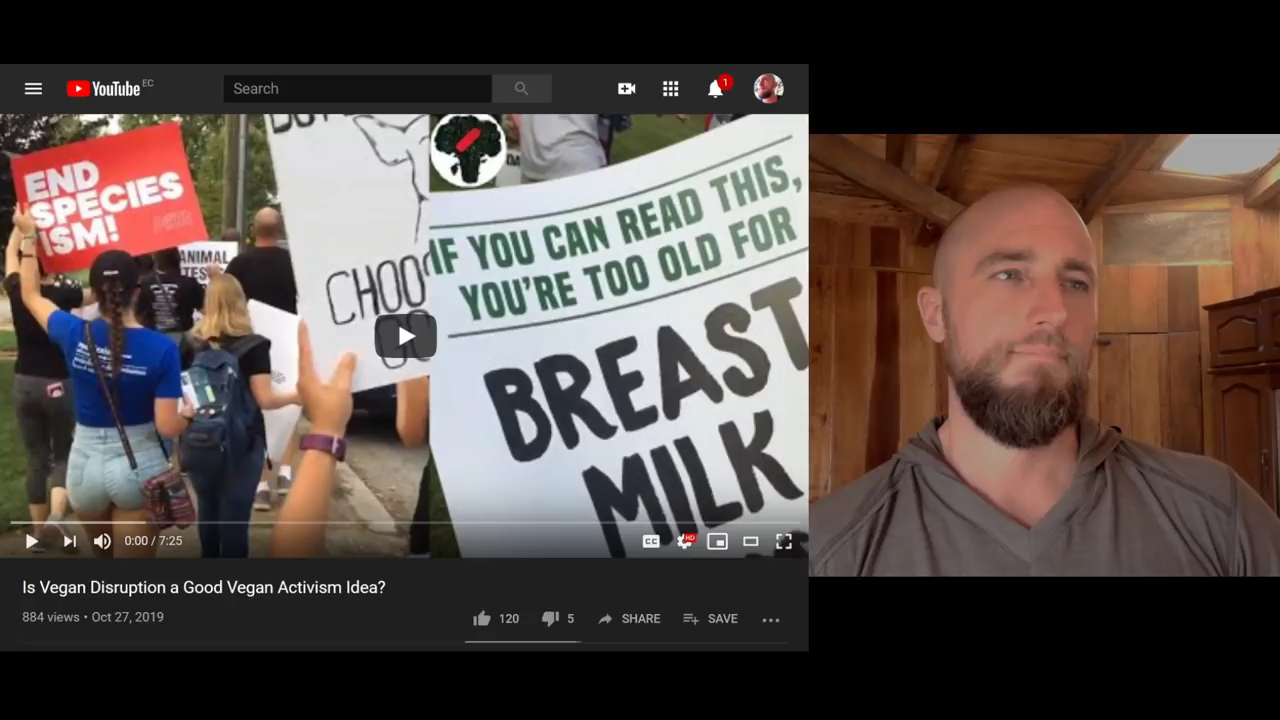 YouTube EC
Search
1
END
SPECIES
ISM!
ANIMAL
CHOO
IF YOU CAN READ THIS,
YOU'RE TOO OLD FOR
BREAST
MILK
0:00 / 7:25
CC
HD
Is Vegan Disruption a Good Vegan Activism Idea?
884 views • Oct 27, 2019
120
5
SHARE
SAVE